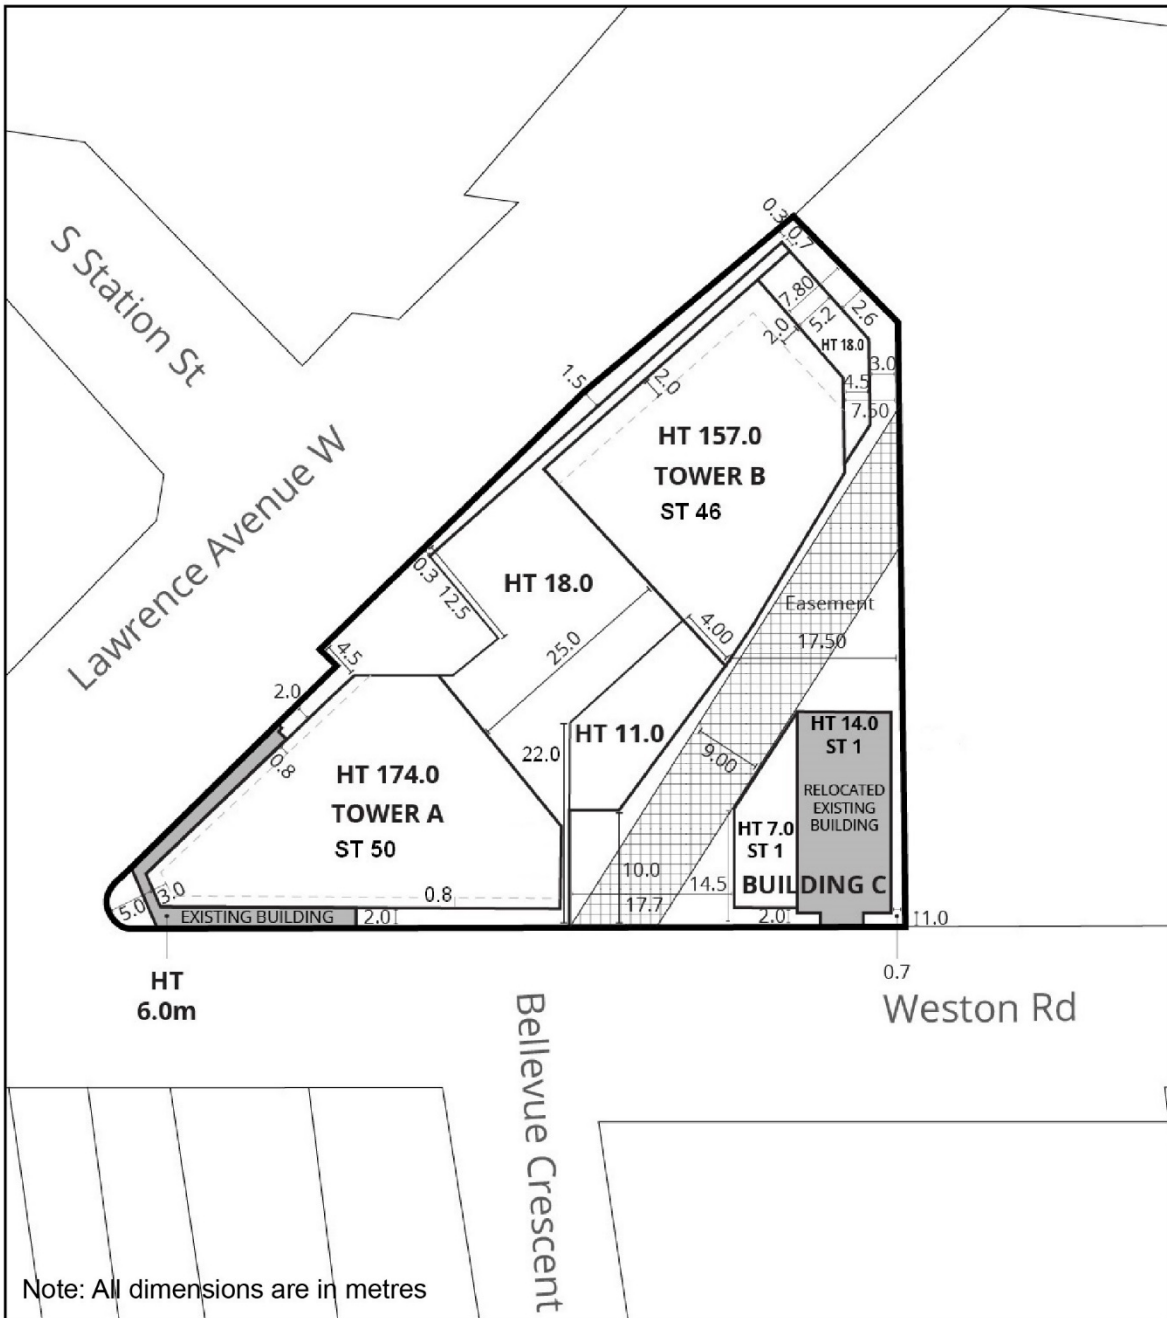 S Station St
Lawrence Avenue W
0.3
0.7
7.80
2.6
2.0
5.2
HT 18.0
3.0
4.5
7.50
1.5
2.0
HT 157.0
TOWER B
ST 46
0.3
12.5
HT 18.0
Easement
4.00
17.50
25.0
4.5
2.0
0.8
HT 174.0
TOWER A
ST 50
22.0
HT 11.0
9.00
HT 14.0
ST 1
RELOCATED
EXISTING
BUILDING
HT 7.0
ST 1
BUILDING C
10.0
14.5
17.7
3.0
5.0
0.8
EXISTING BUILDING
2.0
2.0
1.0
0.7
HT
6.0m
Bellevue Crescent
Weston Rd
Note: All dimensions are in metres